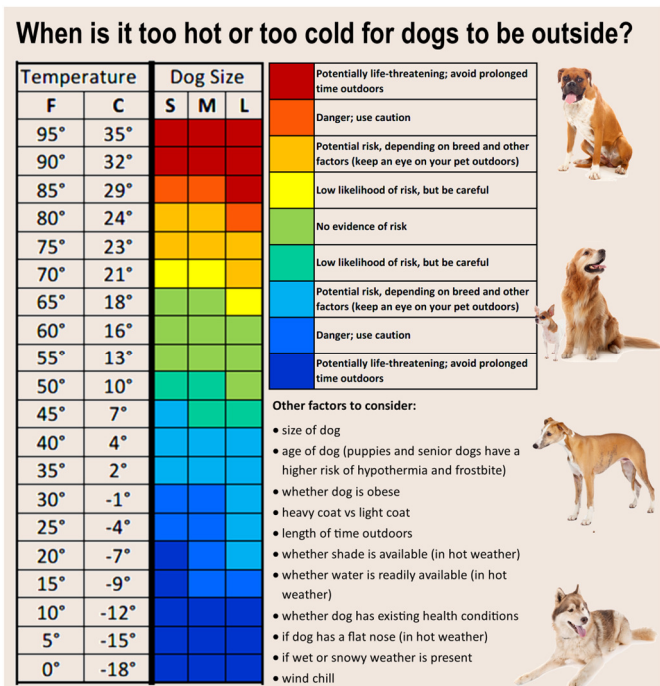 When is it too hot or too cold for dogs to be outside?
Temperature Dog Size
F C S M L
95° 35°
90° 32°
85° 29°
80° 24°
75° 23°
70° 21°
65° 18°
60° 16°
55° 13°
50° 10°
45° 7°
40° 4°
35° 2°
30° -1°
25° -4°
20° -7°
15° -9°
10° -12°
5° -15°
0° -18°
Potentially life-threatening; avoid prolonged
time outdoors
Danger; use caution
Potential risk, depending on breed and other
factors (keep an eye on your pet outdoors)
Low likelihood of risk, but be careful
No evidence of risk
Low likelihood of risk, but be careful
Potential risk, depending on breed and other
factors (keep an eye on your pet outdoors)
Danger; use caution
Potentially life-threatening; avoid prolonged
time outdoors
Other factors to consider:
• size of dog
• age of dog (puppies and senior dogs have a
higher risk of hypothermia and frostbite)
• whether dog is obese
• heavy coat vs light coat
• length of time outdoors
• whether shade is available (in hot weather)
• whether water is readily available (in hot
weather)
• whether dog has existing health conditions
• if dog has a flat nose (in hot weather)
• if wet or snowy weather is present
• wind chill